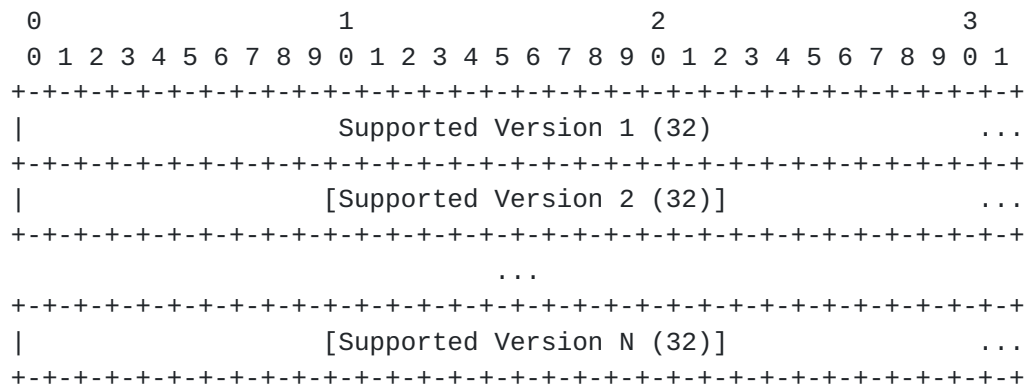 0                   1                   2                   3
 0 1 2 3 4 5 6 7 8 9 0 1 2 3 4 5 6 7 8 9 0 1 2 3 4 5 6 7 8 9 0 1
+-+-+-+-+-+-+-+-+-+-+-+-+-+-+-+-+-+-+-+-+-+-+-+-+-+-+-+-+-+-+-+-+
|                    Supported Version 1 (32)                 ...
+-+-+-+-+-+-+-+-+-+-+-+-+-+-+-+-+-+-+-+-+-+-+-+-+-+-+-+-+-+-+-+-+
|                   [Supported Version 2 (32)]                ...
+-+-+-+-+-+-+-+-+-+-+-+-+-+-+-+-+-+-+-+-+-+-+-+-+-+-+-+-+-+-+-+-+
                               ...
+-+-+-+-+-+-+-+-+-+-+-+-+-+-+-+-+-+-+-+-+-+-+-+-+-+-+-+-+-+-+-+-+
|                   [Supported Version N (32)]                ...
+-+-+-+-+-+-+-+-+-+-+-+-+-+-+-+-+-+-+-+-+-+-+-+-+-+-+-+-+-+-+-+-+